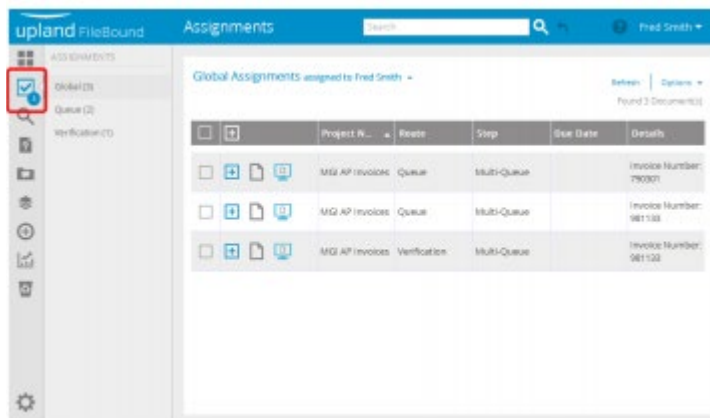 upland FileBound
Assignments
Search
Fred Smith
ASSIGNMENTS
Global (3)
Queue (2)
Verification (1)
Global Assignments assigned to Fred Smith
Refresh
Options
Found 3 Document(s)
Project N...
Route
Step
Due Date
Details
MGI AP Invoices Queue Multi-Queue Invoice Number:
790301
MGI AP Invoices Queue Multi-Queue Invoice Number:
981133
MGI AP Invoices Verification Multi-Queue Invoice Number:
981133